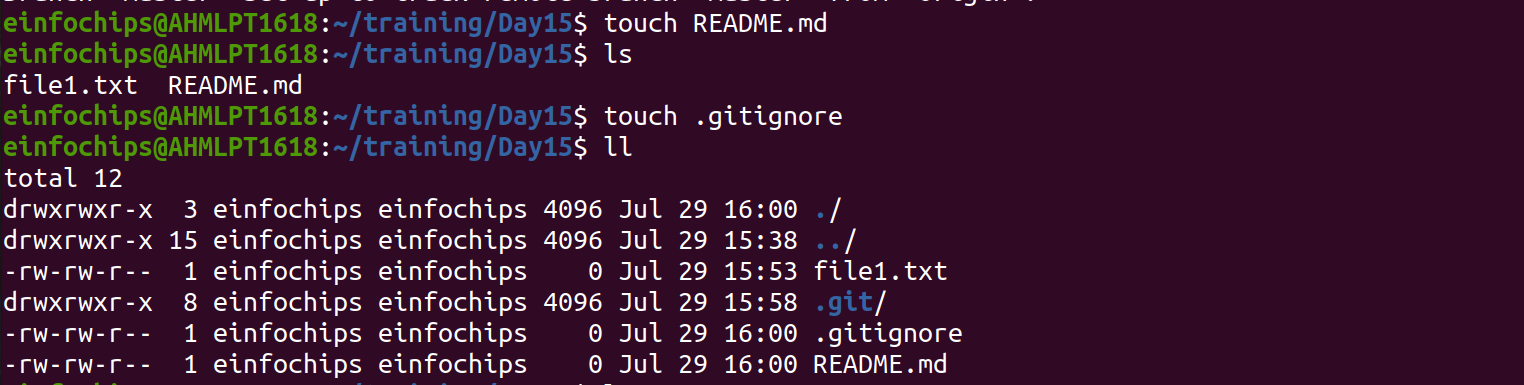 einfochips@AHMLPT1618:~/training/Day15$ touch README.md
einfochips@AHMLPT1618:~/training/Day15$ ls
file1.txt  README.md
einfochips@AHMLPT1618:~/training/Day15$ touch .gitignore
einfochips@AHMLPT1618:~/training/Day15$ ll
total 12
drwxrwxr-x  3 einfochips einfochips 4096 Jul 29 16:00 ./
drwxrwxr-x 15 einfochips einfochips 4096 Jul 29 15:38 ../
-rw-rw-r--  1 einfochips einfochips    0 Jul 29 15:53 file1.txt
drwxrwxr-x  8 einfochips einfochips 4096 Jul 29 15:58 .git/
-rw-rw-r--  1 einfochips einfochips    0 Jul 29 16:00 .gitignore
-rw-rw-r--  1 einfochips einfochips    0 Jul 29 16:00 README.md